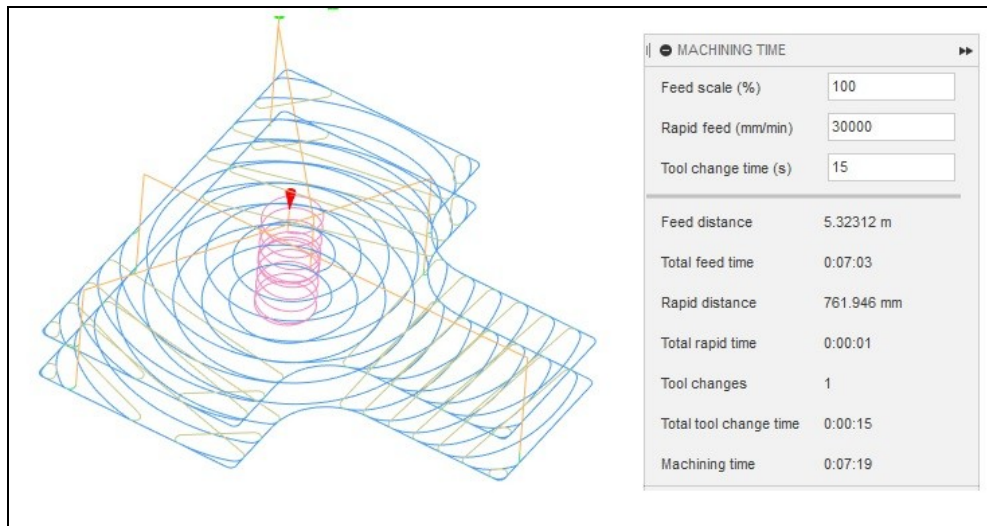 MACHINING TIME
Feed scale (%) 100
Rapid feed (mm/min) 30000
Tool change time (s) 15
Feed distance 5.32312 m
Total feed time 0:07:03
Rapid distance 761.946 mm
Total rapid time 0:00:01
Tool changes 1
Total tool change time 0:00:15
Machining time 0:07:19